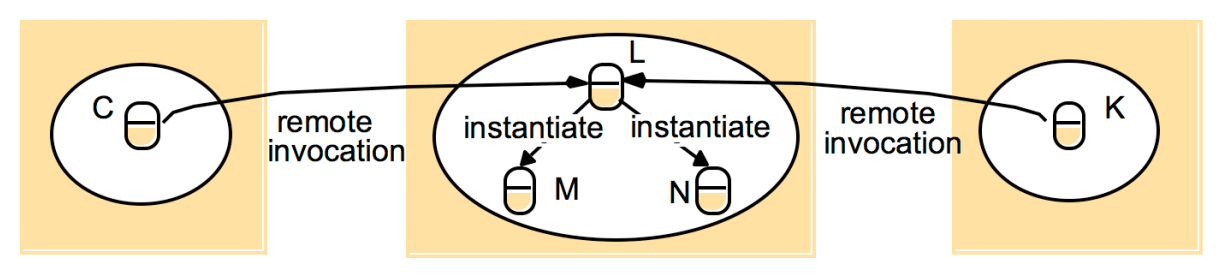 L
C
K
remote
invocation
instantiate
instantiate
remote
invocation
M
N